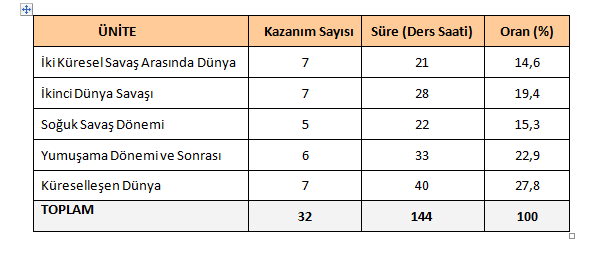 ÜNİTE Kazanım Sayısı Süre (Ders Saati) Oran (%)
İki Küresel Savaş Arasında Dünya 7 21 14,6
İkinci Dünya Savaşı 7 28 19,4
Soğuk Savaş Dönemi 5 22 15,3
Yumuşama Dönemi ve Sonrası 6 33 22,9
Küreselleşen Dünya 7 40 27,8
TOPLAM 32 144 100